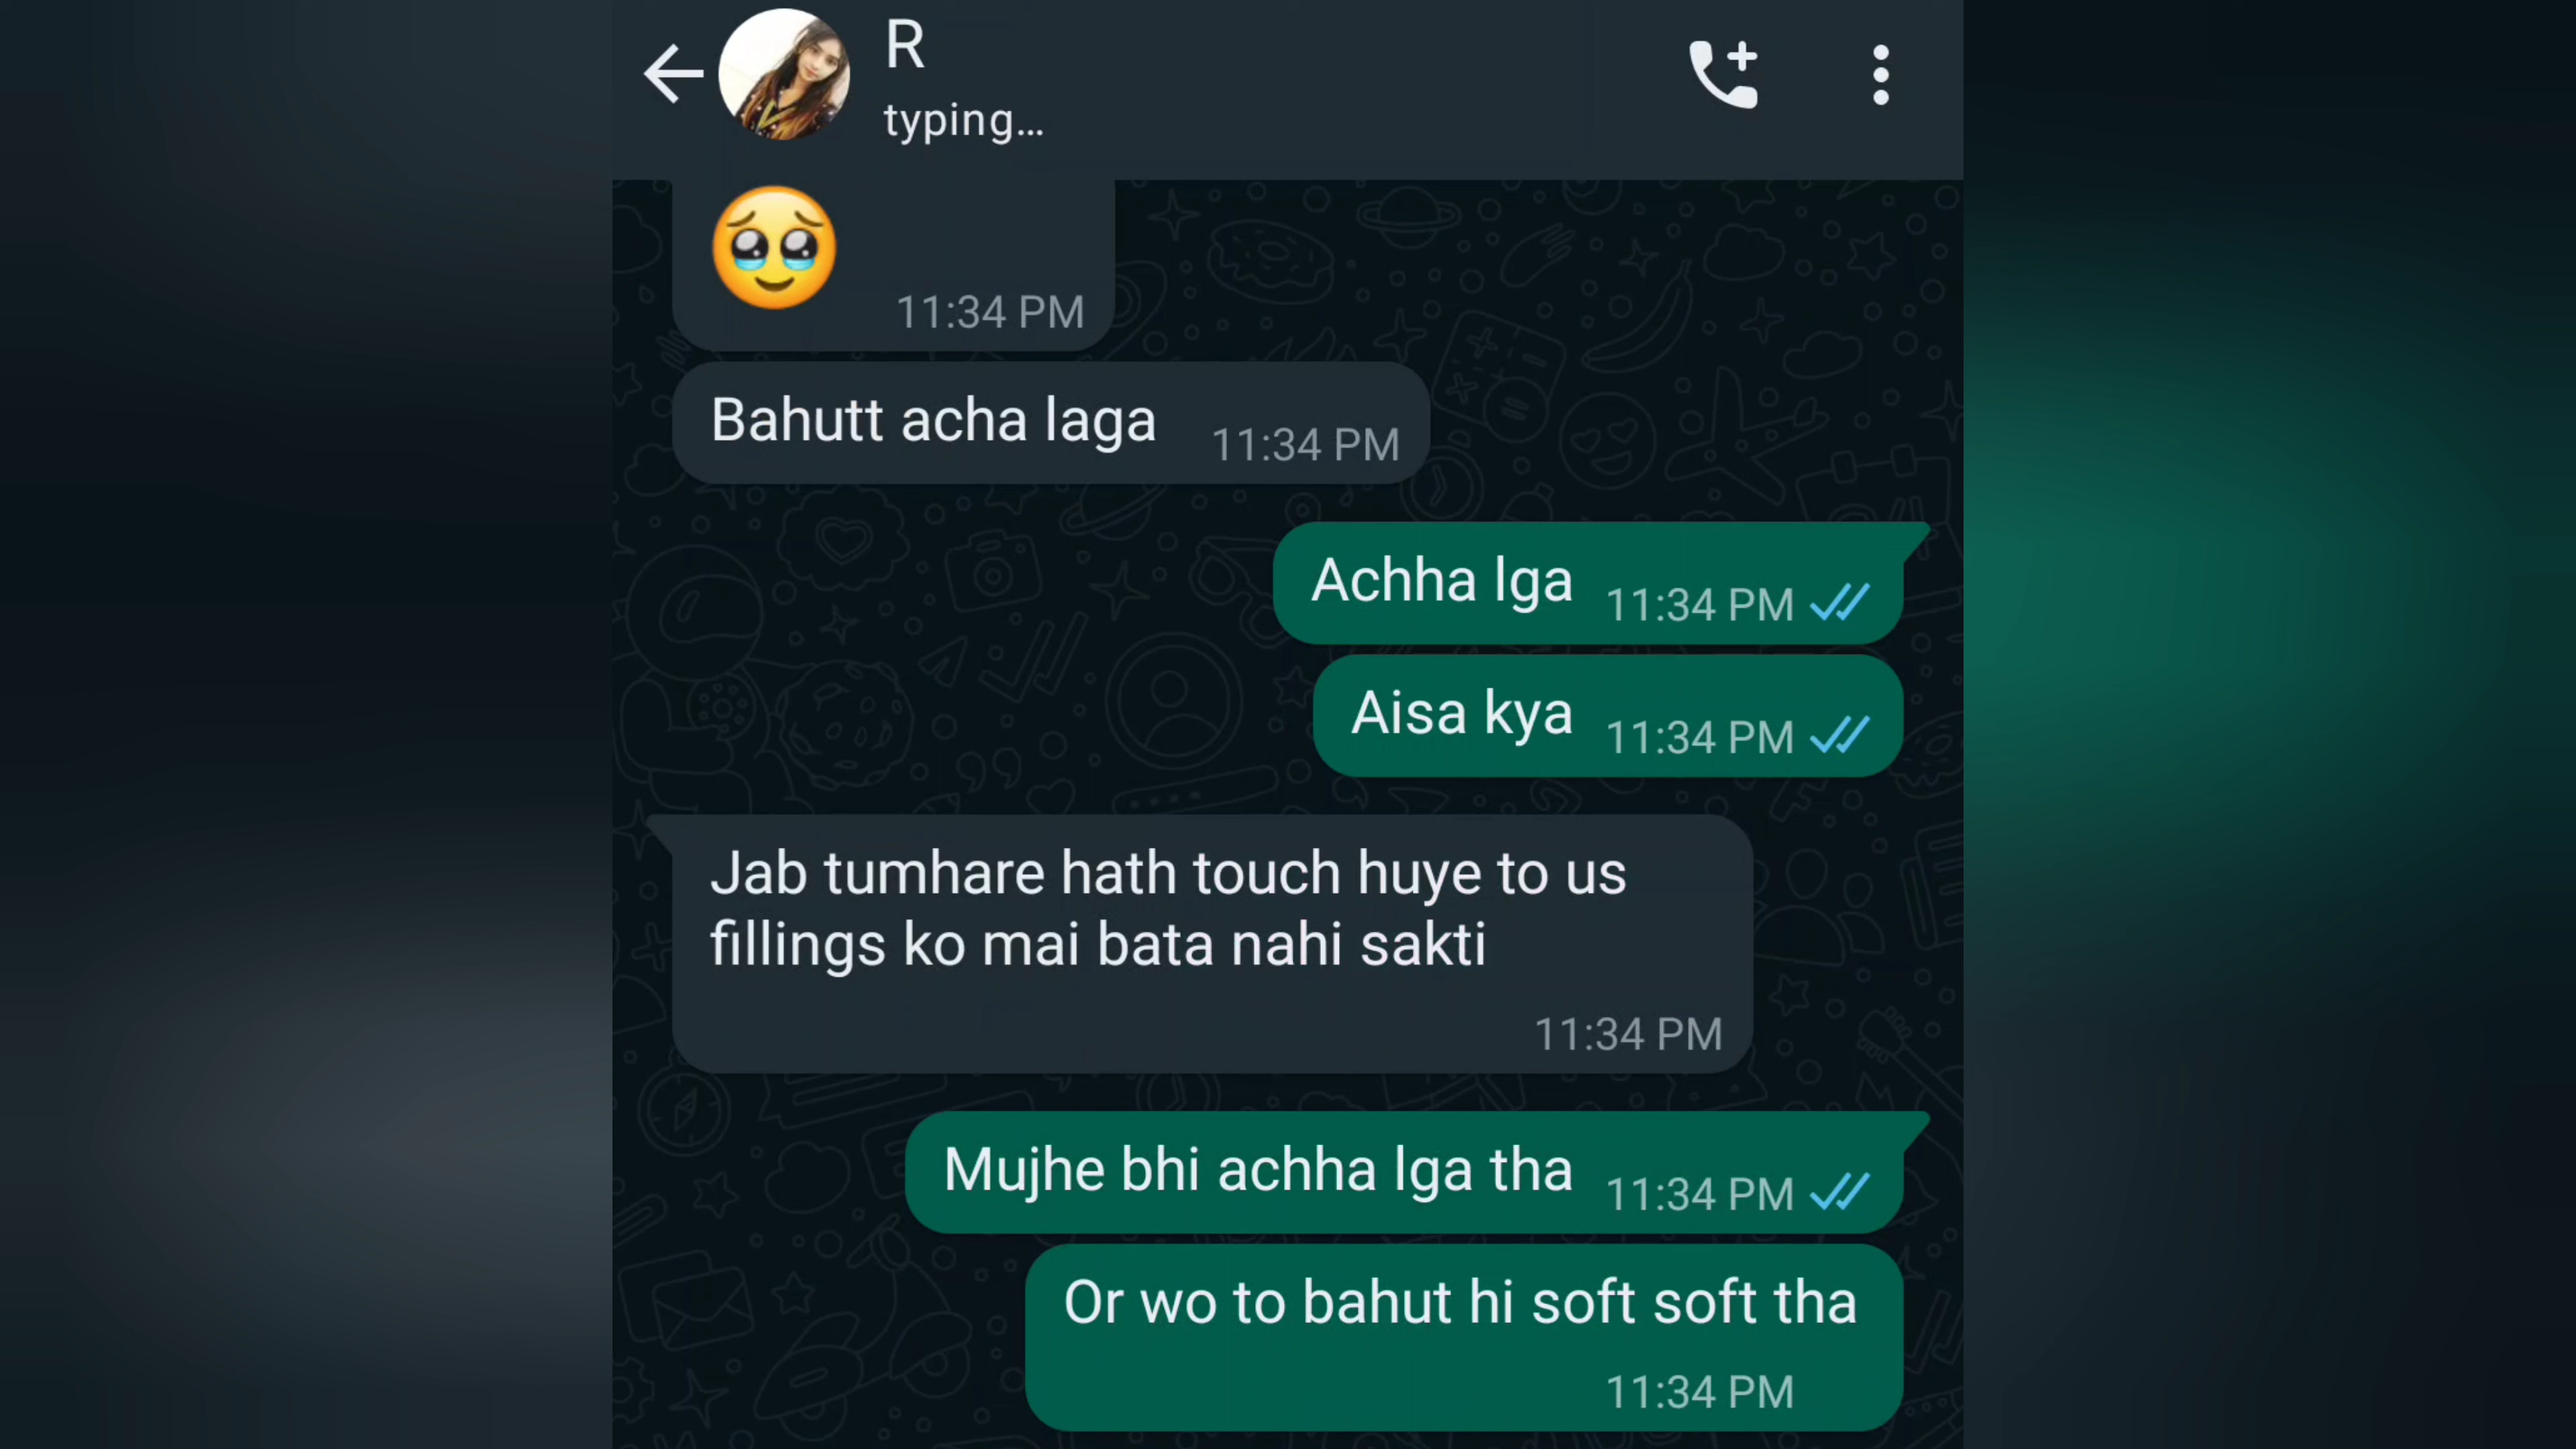 R
typing...
🥹
11:34 PM
Bahutt acha laga 11:34 PM
Achha lga 11:34 PM
Aisa kya 11:34 PM
Jab tumhare hath touch huye to us
fillings ko mai bata nahi sakti
11:34 PM
Mujhe bhi achha lga tha 11:34 PM
Or wo to bahut hi soft soft tha
11:34 PM